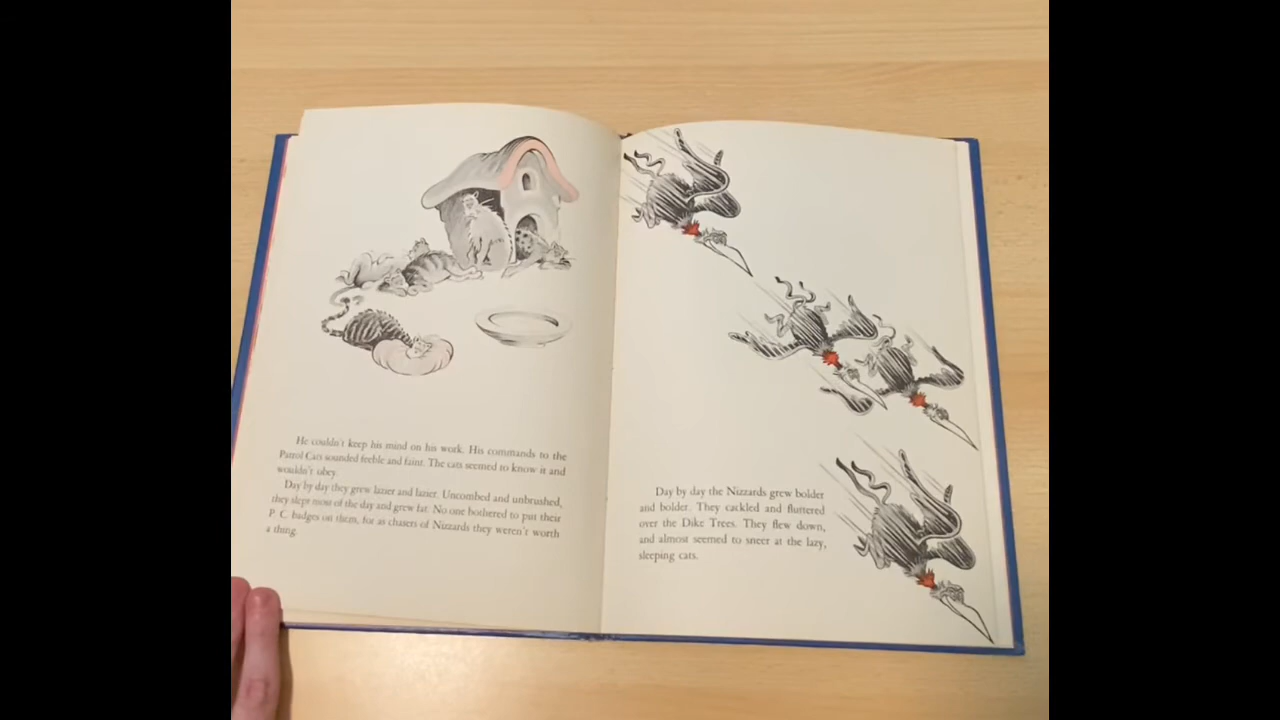 He couldn't keep his mind on his work. His commands to the
Patrol Cats sounded feeble and faint. The cats seemed to know it and
wouldn't obey.
Day by day they grew lazier and lazier. Uncombed and unbrushed,
they slept most of the day and grew fat. No one bothered to put their
P. C. badges on them, for as chasers of Nizzards they weren't worth
a thing.
Day by day the Nizzards grew bolder
and bolder. They cackled and fluttered
over the Dike Trees. They flew down,
and almost seemed to sneer at the lazy,
sleeping cats.